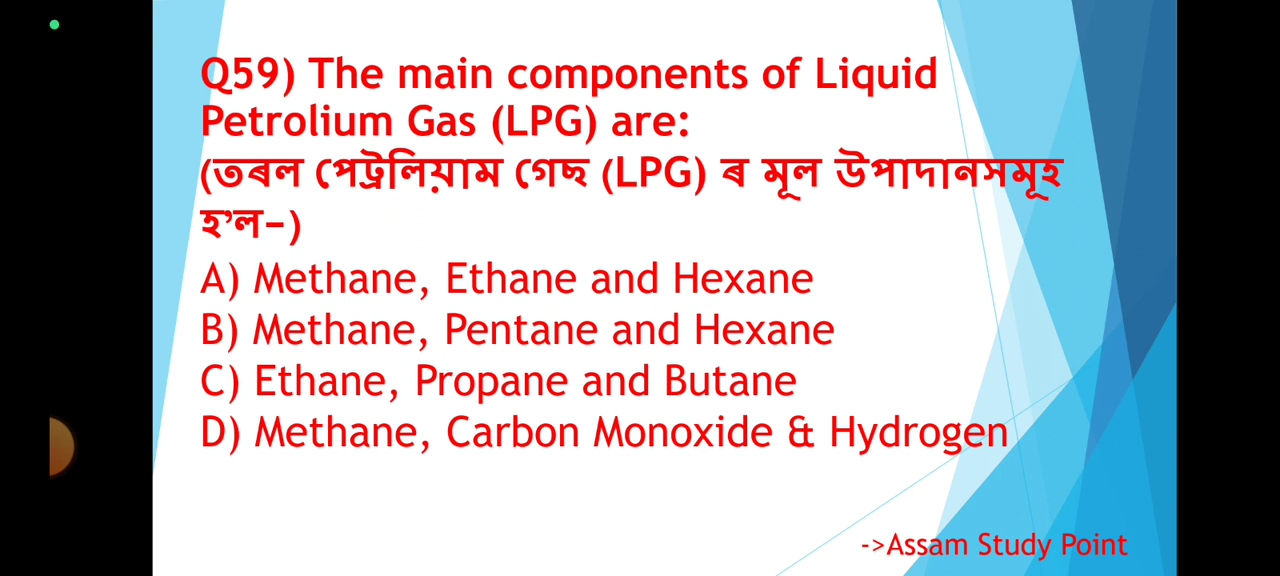 Q59) The main components of Liquid
Petrolium Gas (LPG) are:
(তৰল পেট্ৰলিয়াম গেছ (LPG) ৰ মূল উপাদানসমূহ
হ’ল–)
A) Methane, Ethane and Hexane
B) Methane, Pentane and Hexane
C) Ethane, Propane and Butane
D) Methane, Carbon Monoxide & Hydrogen
->Assam Study Point